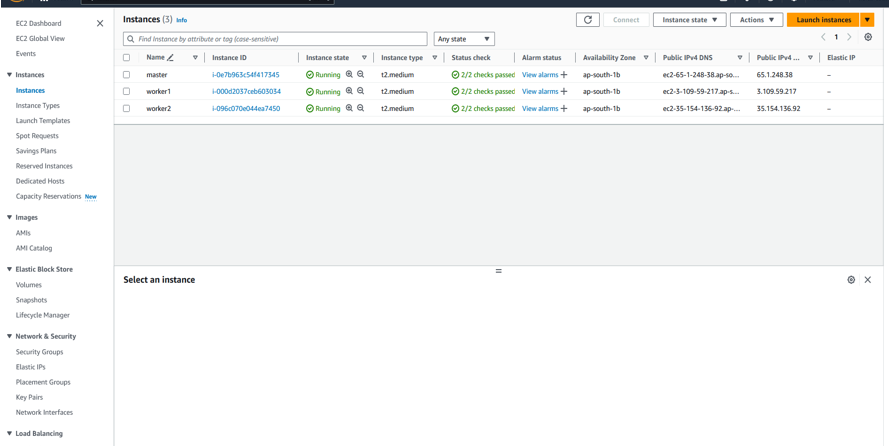 EC2 Dashboard
EC2 Global View
Events
Instances
Instances
Instance Types
Launch Templates
Spot Requests
Savings Plans
Reserved Instances
Dedicated Hosts
Capacity Reservations New
Images
AMIs
AMI Catalog
Elastic Block Store
Volumes
Snapshots
Lifecycle Manager
Network & Security
Security Groups
Elastic IPs
Placement Groups
Key Pairs
Network Interfaces
Load Balancing
Instances (3) Info
Connect
Instance state
Actions
Launch instances
Find Instance by attribute or tag (case-sensitive)
Any state
1
Name Instance ID Instance state Instance type Status check Alarm status Availability Zone Public IPv4 DNS Public IPv4 ... Elastic IP
master i-0e7b963c54f417345 Running t2.medium 2/2 checks passed View alarms + ap-south-1b ec2-65-1-248-38.ap-so... 65.1.248.38 –
worker1 i-000d2037ceb603034 Running t2.medium 2/2 checks passed View alarms + ap-south-1b ec2-3-109-59-217.ap-s... 3.109.59.217 –
worker2 i-096c070e044ea7450 Running t2.medium 2/2 checks passed View alarms + ap-south-1b ec2-35-154-136-92.ap-... 35.154.136.92 –
Select an instance